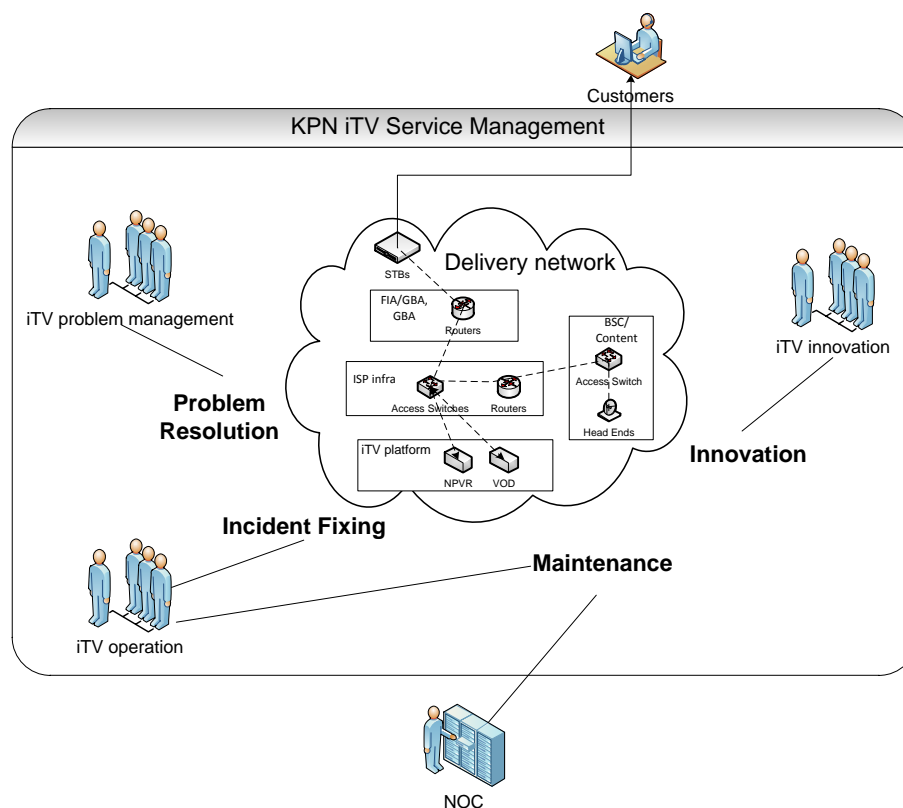 Customers
KPN iTV Service Management
Delivery network
STBs
FIA/GBA,
GBA
Routers
BSC/
Content
Access Switch
Head Ends
ISP infra
Access Switches
Routers
iTV platform
NPVR
VOD
iTV problem management
Problem
Resolution
iTV innovation
Innovation
Incident Fixing
Maintenance
iTV operation
NOC